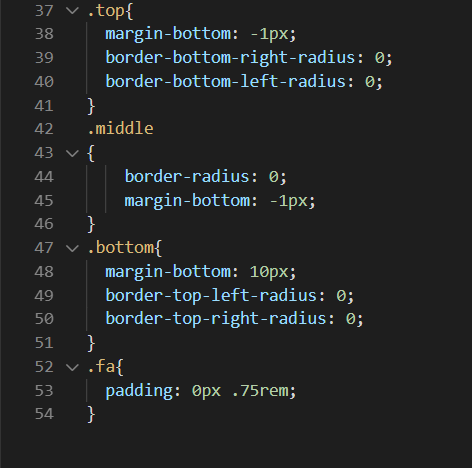 37 .top{
38   margin-bottom: -1px;
39   border-bottom-right-radius: 0;
40   border-bottom-left-radius: 0;
41 }
42 .middle
43 {
44     border-radius: 0;
45     margin-bottom: -1px;
46 }
47 .bottom{
48   margin-bottom: 10px;
49   border-top-left-radius: 0;
50   border-top-right-radius: 0;
51 }
52 .fa{
53   padding: 0px .75rem;
54 }